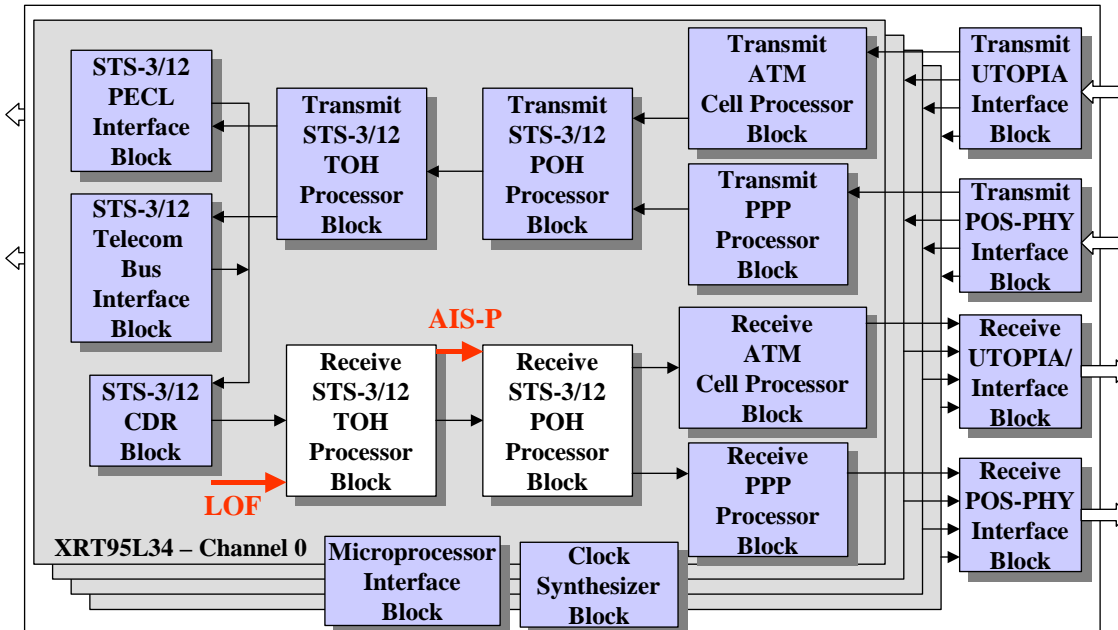 STS-3/12
PECL
Interface
Block
Transmit
STS-3/12
TOH
Processor
Block
Transmit
STS-3/12
POH
Processor
Block
Transmit
ATM
Cell Processor
Block
Transmit
UTOPIA
Interface
Block
STS-3/12
Telecom
Bus
Interface
Block
Transmit
PPP
Processor
Block
Transmit
POS-PHY
Interface
Block
AIS-P
STS-3/12
CDR
Block
LOF
Receive
STS-3/12
TOH
Processor
Block
Receive
STS-3/12
POH
Processor
Block
Receive
ATM
Cell Processor
Block
Receive
UTOPIA/
Interface
Block
Receive
PPP
Processor
Block
Receive
POS-PHY
Interface
Block
XRT95L34 – Channel 0
Microprocessor
Interface
Block
Clock
Synthesizer
Block